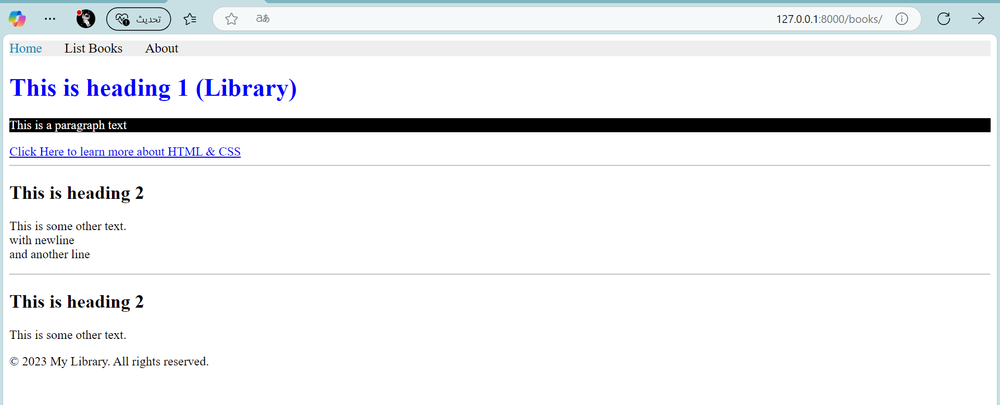 تحديث
aあ
127.0.0.1:8000/books/
Home List Books About
This is heading 1 (Library)
This is a paragraph text
Click Here to learn more about HTML & CSS
This is heading 2
This is some other text.
with newline
and another line
This is heading 2
This is some other text.
© 2023 My Library. All rights reserved.